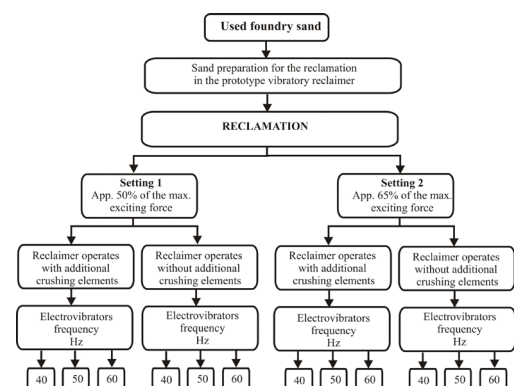 Used foundry sand
Sand preparation for the reclamation
in the prototype vibratory reclaimer
RECLAMATION
Setting 1
App. 50% of the max.
exciting force
Setting 2
App. 65% of the max.
exciting force
Reclaimer operates
with additional
crushing elements
Reclaimer operates
without additional
crushing elements
Reclaimer operates
with additional
crushing elements
Reclaimer operates
without additional
crushing elements
Electrovibrators
frequency
Hz
Electrovibrators
frequency
Hz
Electrovibrators
frequency
Hz
Electrovibrators
frequency
Hz
40 50 60
40 50 60
40 50 60
40 50 60